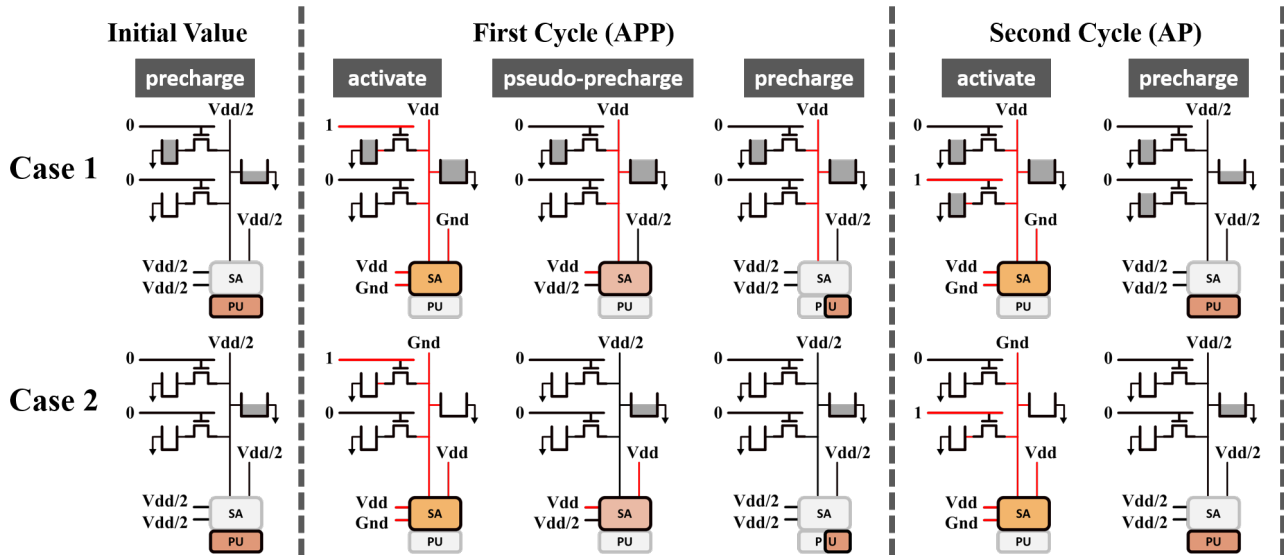 Initial Value First Cycle (APP) Second Cycle (AP)
precharge activate pseudo-precharge precharge activate precharge
Vdd/2 Vdd Vdd Vdd Vdd Vdd/2
0 1 0 0 0 0
Case 1
0 0 0 0 1 0
Vdd/2 Gnd Vdd/2 Vdd/2 Gnd Vdd/2
Vdd/2 SA Vdd SA Vdd SA Vdd/2 SA Vdd SA Vdd/2 SA
Vdd/2 Gnd Vdd/2 Vdd/2 Gnd Vdd/2
PU PU PU PU PU PU
Vdd/2 Gnd Vdd/2 Vdd/2 Gnd Vdd/2
0 1 0 0 0 0
Case 2
0 0 0 0 1 0
Vdd/2 Vdd Vdd Vdd/2 Vdd Vdd/2
Vdd/2 SA Vdd SA Vdd SA Vdd/2 SA Vdd SA Vdd/2 SA
Vdd/2 Gnd Vdd/2 Vdd/2 Gnd Vdd/2
PU PU PU PU PU PU